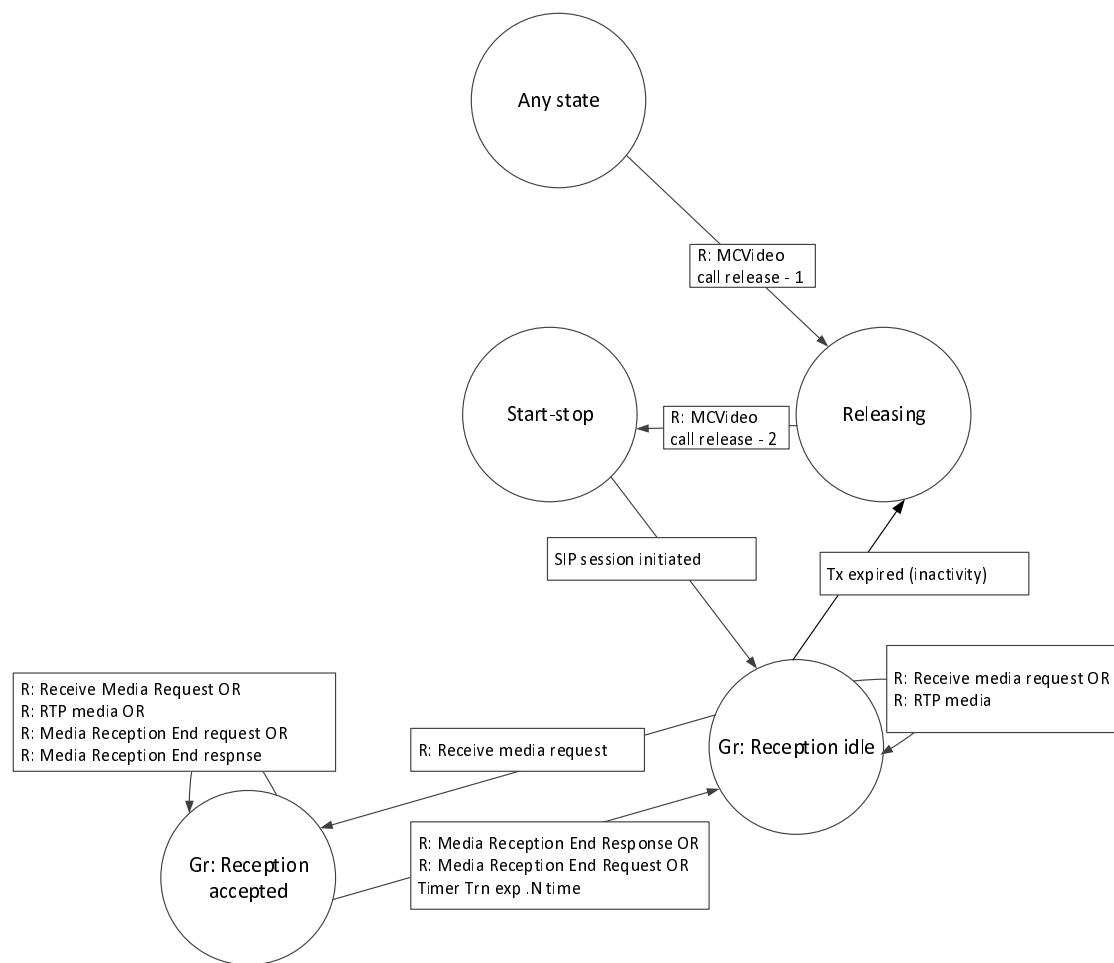 Any state
R: MCVideo
call release - 1
Start-stop
R: MCVideo
call release - 2
Releasing
SIP session initiated
Tx expired (inactivity)
R: Receive Media Request OR
R: RTP media OR
R: Media Reception End request OR
R: Media Reception End respnse
R: Receive media request
Gr: Reception idle
R: Receive media request OR
R: RTP media
Gr: Reception
accepted
R: Media Reception End Response OR
R: Media Reception End Request OR
Timer Trn exp .N time